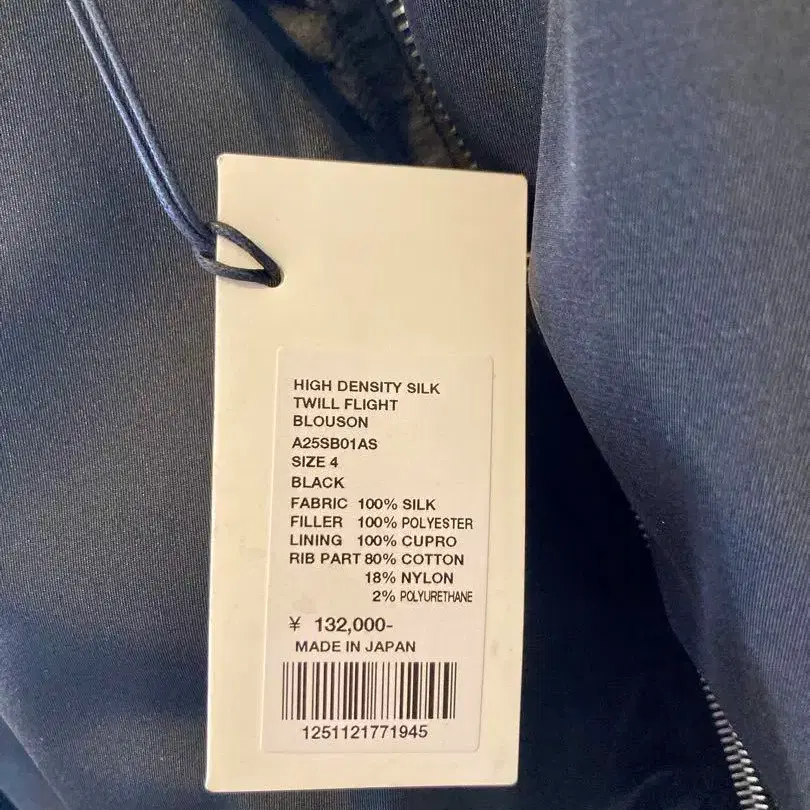 HIGH DENSITY SILK
TWILL FLIGHT
BLOUSON
A25SB01AS
SIZE 4
BLACK
FABRIC 100% SILK
FILLER 100% POLYESTER
LINING 100% CUPRO
RIB PART 80% COTTON
18% NYLON
2% POLYURETHANE
¥ 132,000-
MADE IN JAPAN
1251121771945